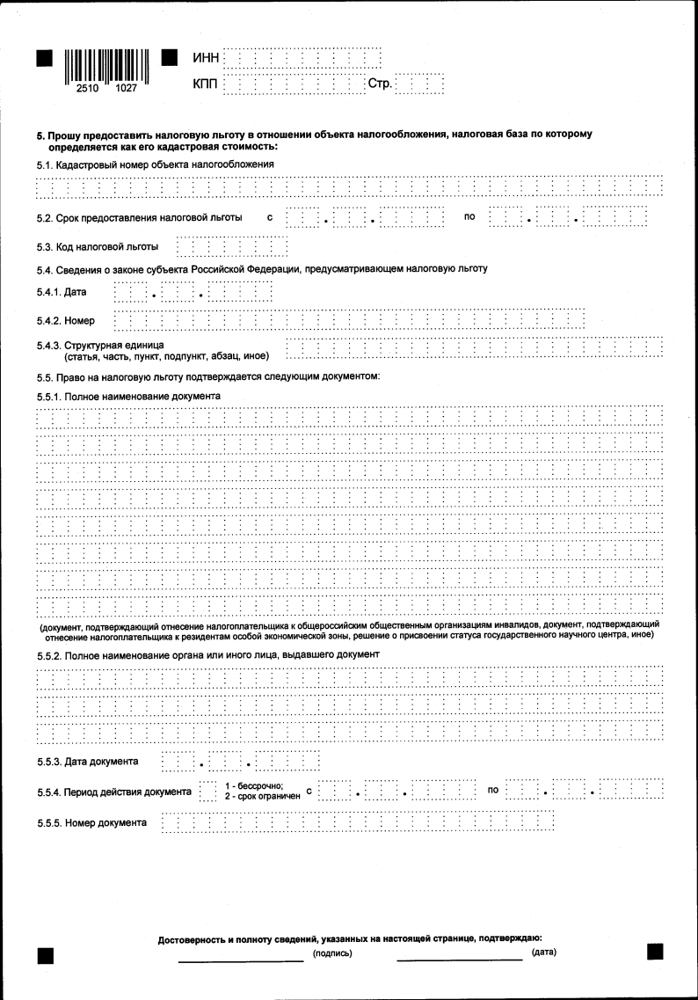 ИНН
2510 1027
КПП Стр.
5. Прошу предоставить налоговую льготу в отношении объекта налогообложения, налоговая база по которому
определяется как его кадастровая стоимость:
5.1. Кадастровый номер объекта налогообложения
5.2. Срок предоставления налоговой льготы с . . по . .
5.3. Код налоговой льготы
5.4. Сведения о законе субъекта Российской Федерации, предусматривающем налоговую льготу
5.4.1. Дата . .
5.4.2. Номер
5.4.3. Структурная единица
(статья, часть, пункт, подпункт, абзац, иное)
5.5. Право на налоговую льготу подтверждается следующим документом:
5.5.1. Полное наименование документа
(документ, подтверждающий отнесение налогоплательщика к общероссийским общественным организациям инвалидов, документ, подтверждающий
отнесение налогоплательщика к резидентам особой экономической зоны, решение о присвоении статуса государственного научного центра, иное)
5.5.2. Полное наименование органа или иного лица, выдавшего документ
5.5.3. Дата документа . .
5.5.4. Период действия документа 1 - бессрочно;
2 - срок ограничен с . . по . .
5.5.5. Номер документа
Достоверность и полноту сведений, указанных на настоящей странице, подтверждаю:
(подпись) (дата)